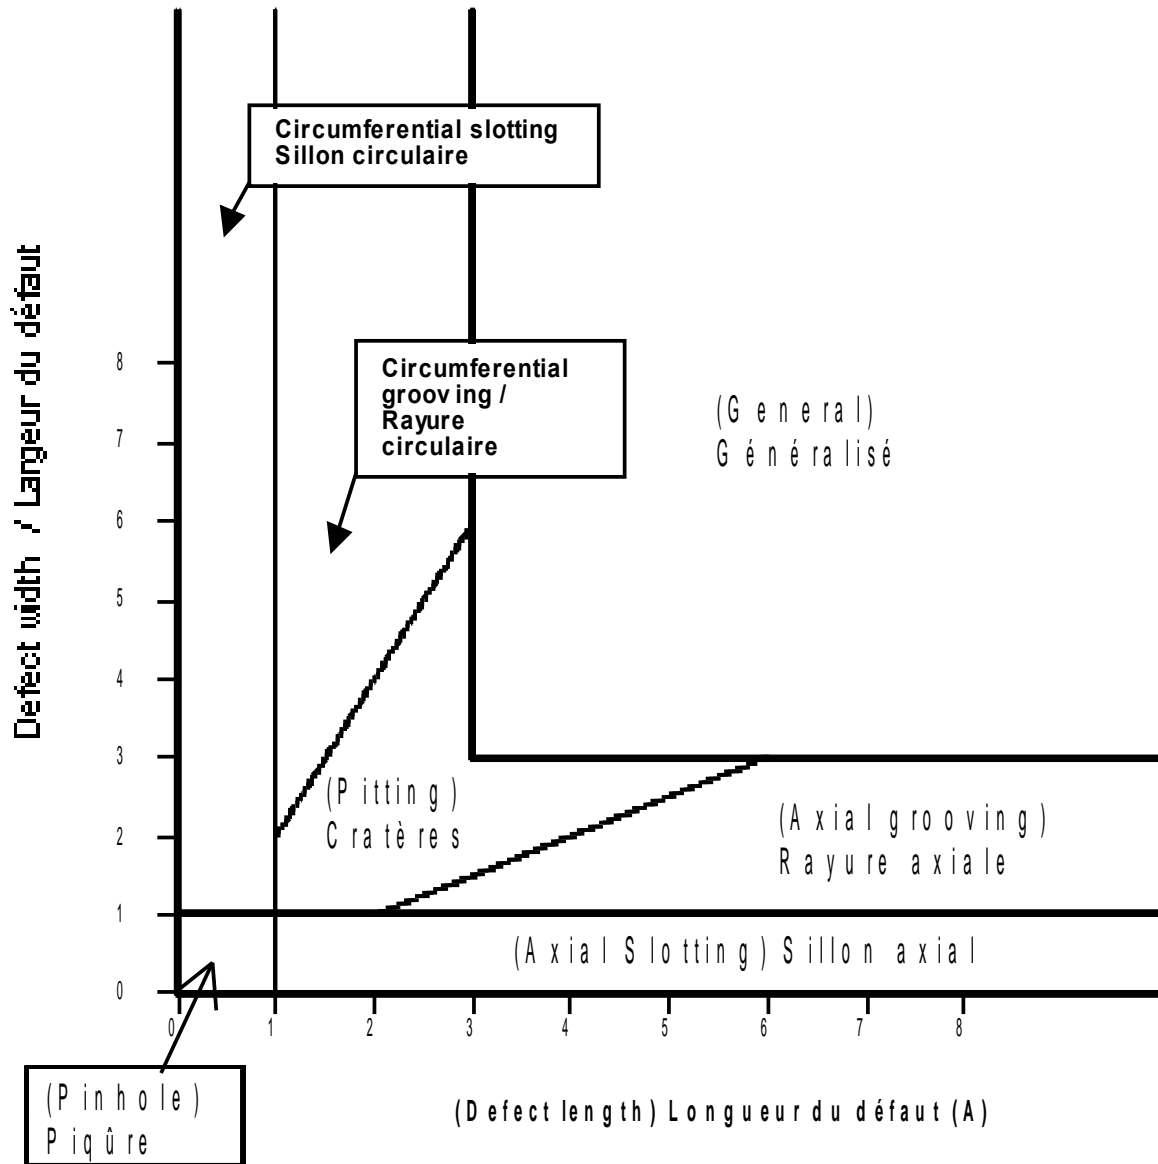 Circumferential slotting
Sillon circulaire
Defect width / Largeur du défaut
Circumferential
grooving /
Rayure
circulaire
(General)
Généralisé
8
7
6
5
4
3
2
1
0
(Pitting)
Cratères
(Axial grooving)
Rayure axiale
(Axial Slotting) Sillon axial
0 1 2 3 4 5 6 7 8
(Pinhole)
Piqûre
(Defect length) Longueur du défaut (A)